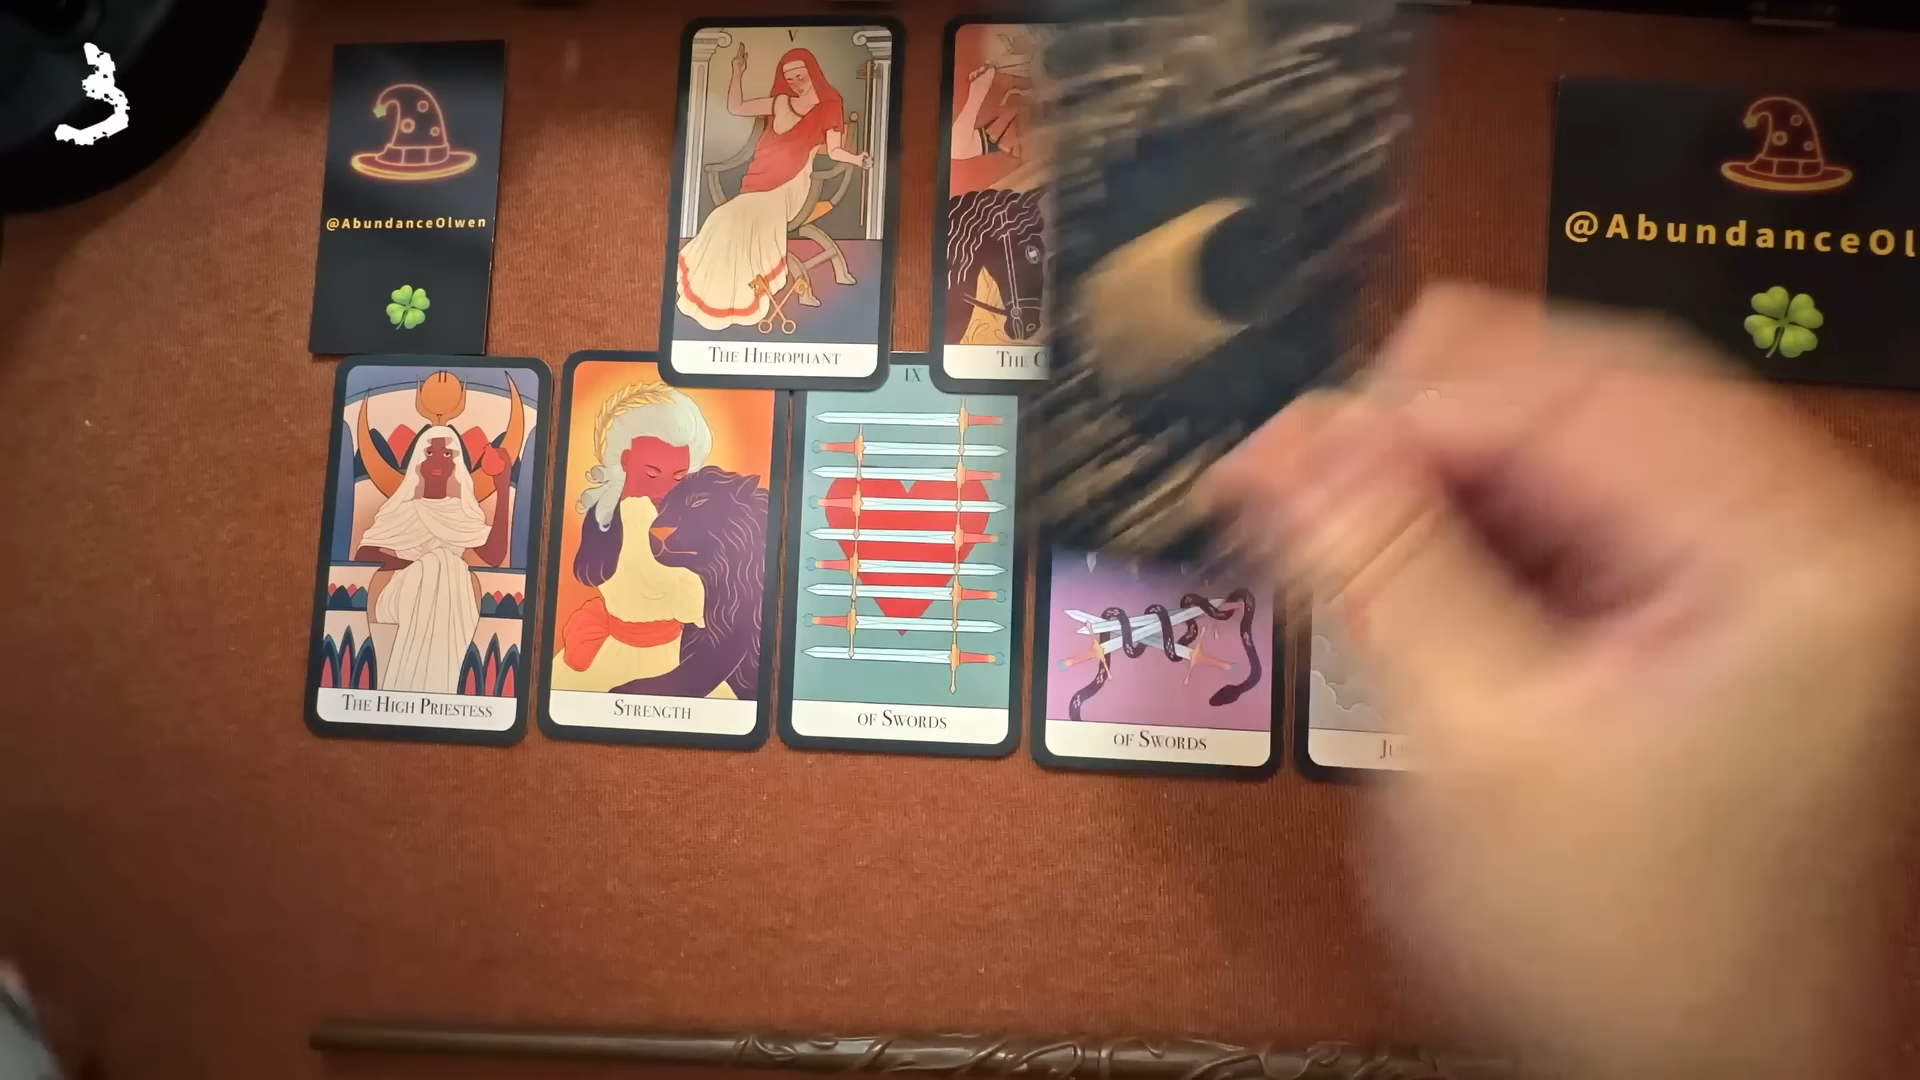 3
@AbundanceOlwen
V
THE HIEROPHANT
@AbundanceOl
THE HIGH PRIESTESS
STRENGTH
IX
OF SWORDS
OF SWORDS